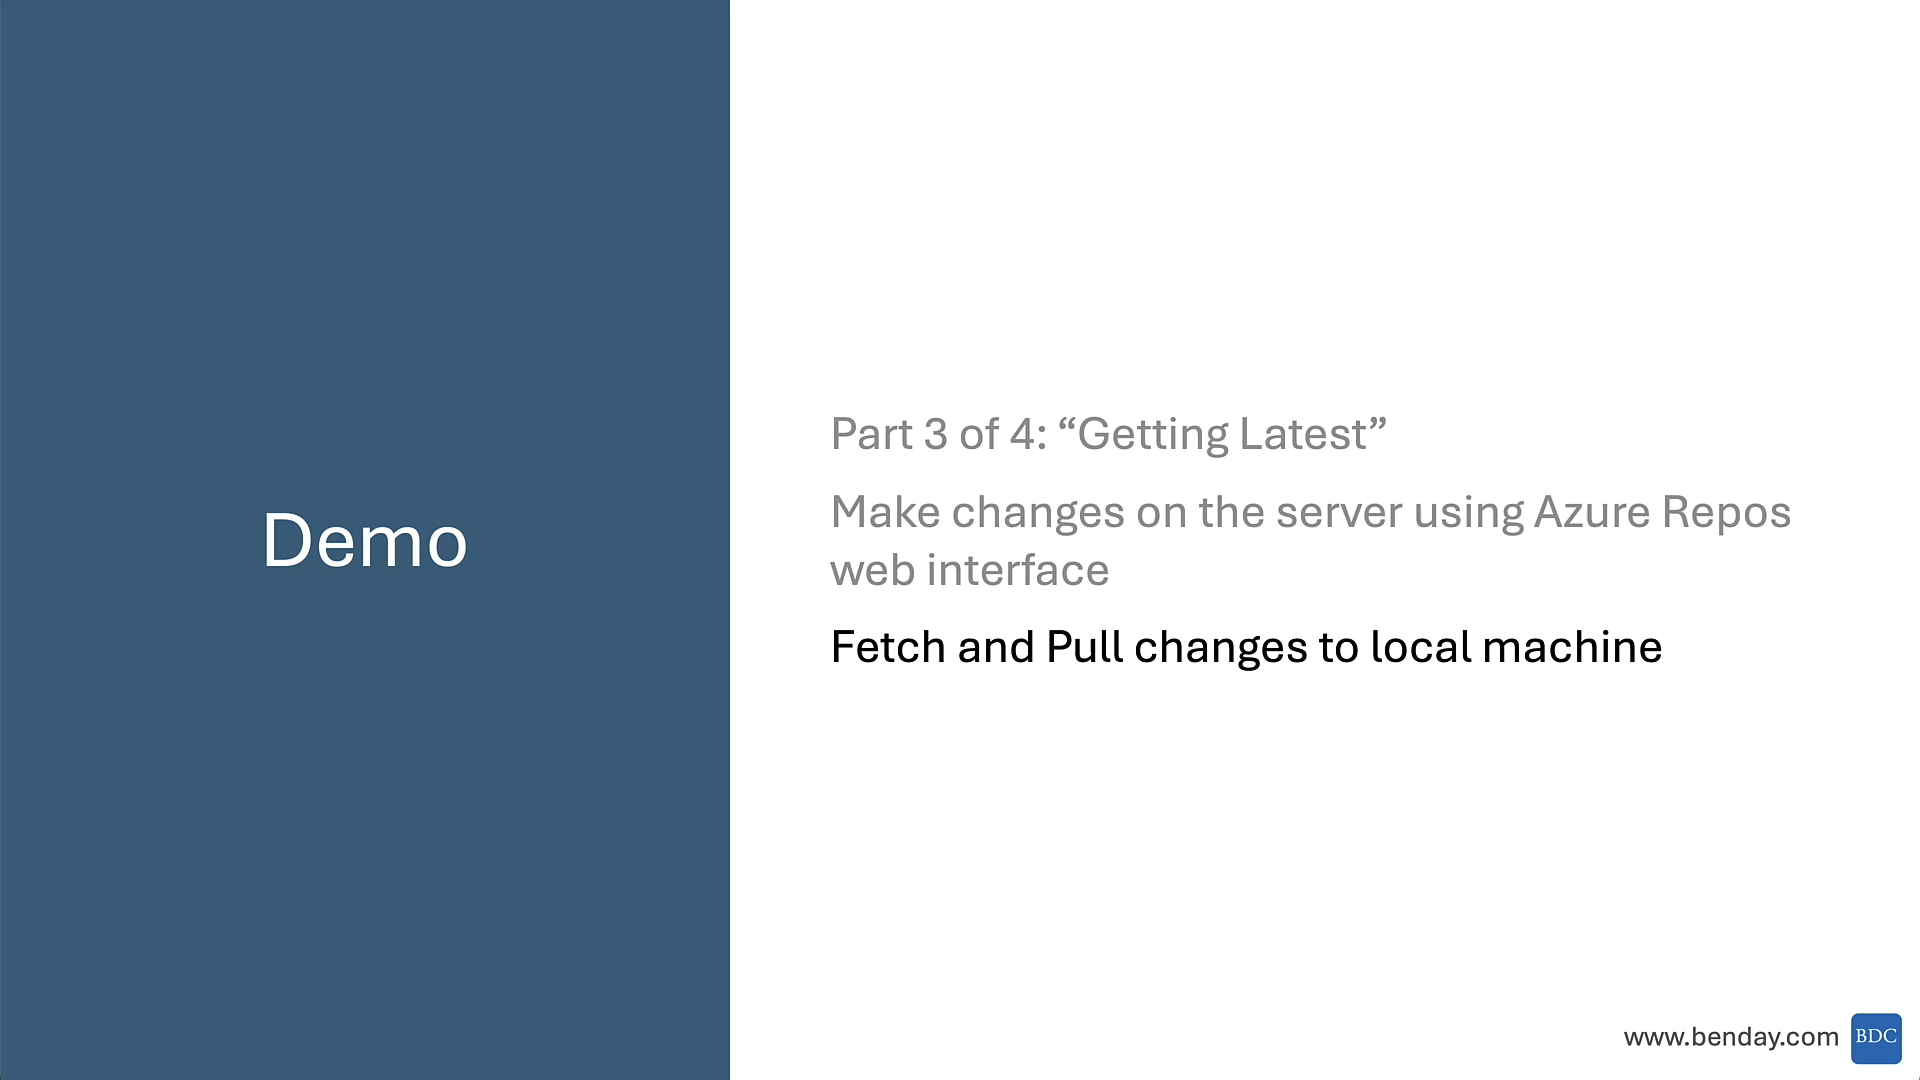 Demo
Part 3 of 4: “Getting Latest”
Make changes on the server using Azure Repos
web interface
Fetch and Pull changes to local machine
www.benday.com
BDC